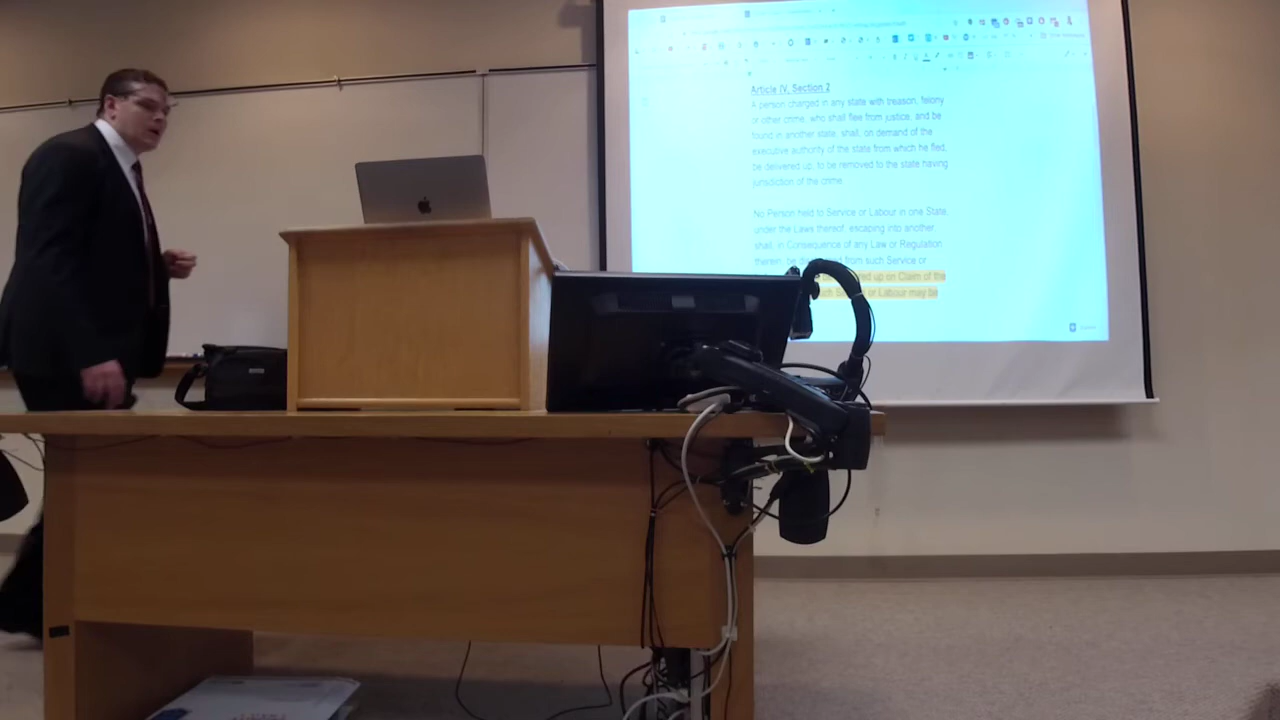 Article IV, Section 2
A person charged in any state with treason, felony
or other crime, who shall flee from justice, and be
found in another state, shall, on demand of the
executive authority of the state from which he fled,
be delivered up, to be removed to the state having
jurisdiction of the crime.
No Person held to Service or Labour in one State,
under the Laws thereof, escaping into another,
shall, in Consequence of any Law or Regulation
therein, be from such Service or
up on Claim of the
or Labour may be